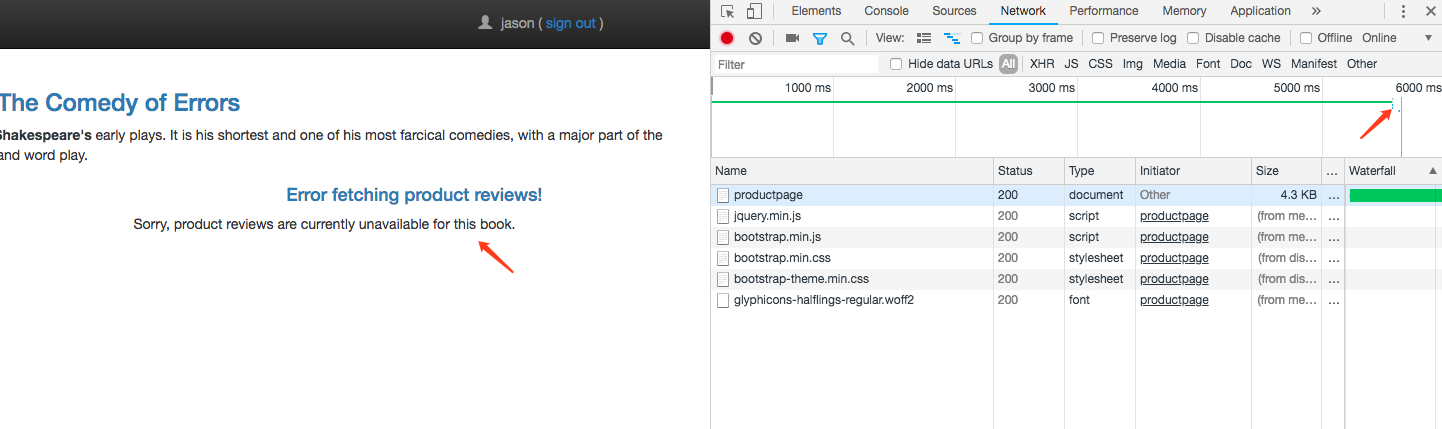 jason ( sign out )
The Comedy of Errors
Shakespeare's early plays. It is his shortest and one of his most farcical comedies, with a major part of the
and word play.
Error fetching product reviews!
Sorry, product reviews are currently unavailable for this book.
Elements Console Sources Network Performance Memory Application »
View: Group by frame Preserve log Disable cache Offline Online
Filter Hide data URLs All XHR JS CSS Img Media Font Doc WS Manifest Other
1000 ms 2000 ms 3000 ms 4000 ms 5000 ms 6000 ms
Name Status Type Initiator Size ... Waterfall
productpage 200 document Other 4.3 KB ...
jquery.min.js 200 script productpage (from me... ...
bootstrap.min.js 200 script productpage (from me... ...
bootstrap.min.css 200 stylesheet productpage (from dis... ...
bootstrap-theme.min.css 200 stylesheet productpage (from dis... ...
glyphicons-halflings-regular.woff2 200 font productpage (from me... ...